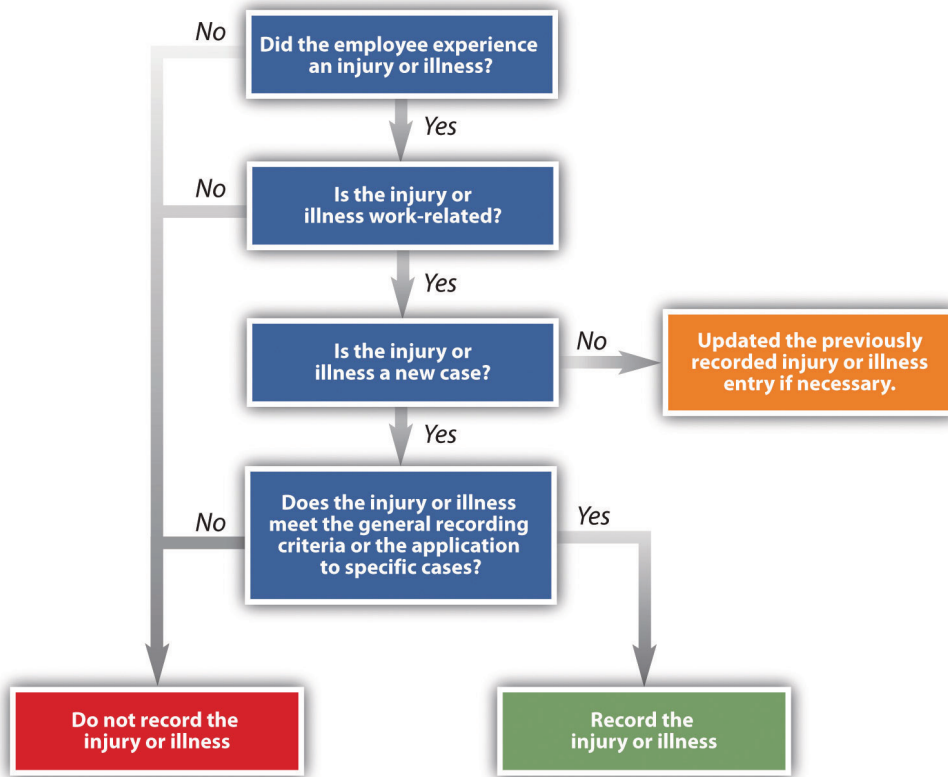 No
Did the employee experience
an injury or illness?
Yes
No
Is the injury or
illness work-related?
Yes
Is the injury or
illness a new case?
No
Updated the previously
recorded injury or illness
entry if necessary.
Yes
No
Does the injury or illness
meet the general recording
criteria or the application
to specific cases?
Yes
Do not record the
injury or illness
Record the
injury or illness